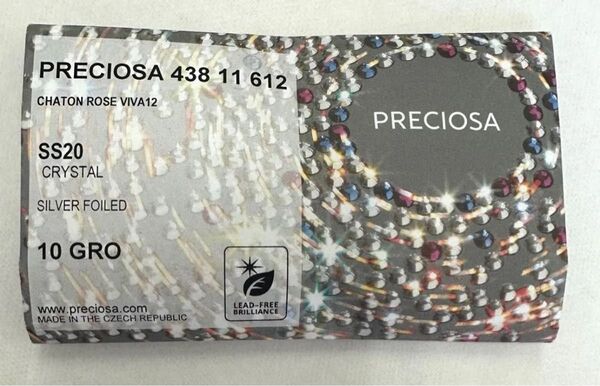 PRECIOSA 438 11 612
CHATON ROSE VIVA12
SS20
CRYSTAL
SILVER FOILED
10 GRO
LEAD-FREE
BRILLIANCE
www.preciosa.com
MADE IN THE CZECH REPUBLIC
PRECIOSA